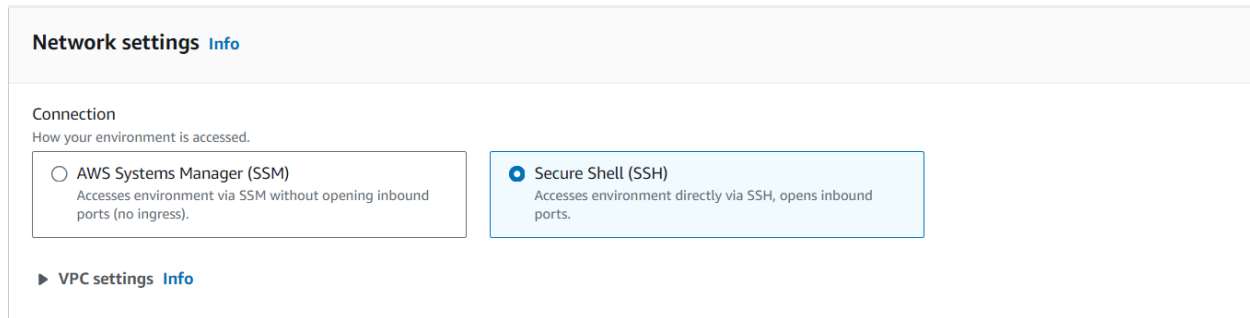 Network settings Info
Connection
How your environment is accessed.
AWS Systems Manager (SSM)
Accesses environment via SSM without opening inbound
ports (no ingress).
Secure Shell (SSH)
Accesses environment directly via SSH, opens inbound
ports.
VPC settings Info